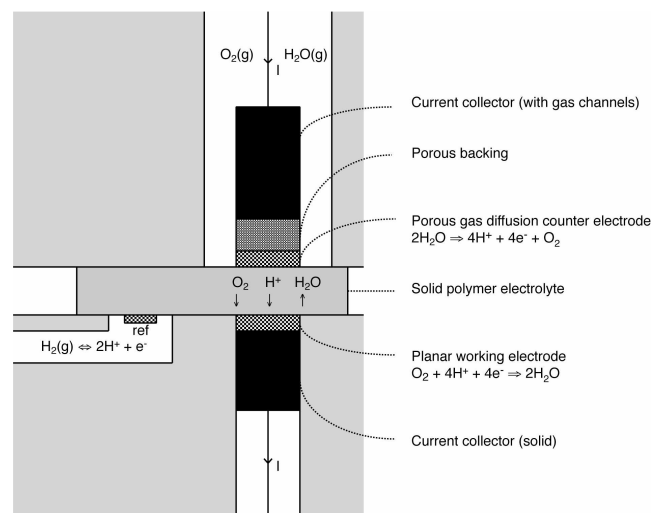 O₂(g) H₂O(g)
I
Current collector (with gas channels)
Porous backing
Porous gas diffusion counter electrode
2H₂O ⇒ 4H⁺ + 4e⁻ + O₂
O₂ H⁺ H₂O
Solid polymer electrolyte
ref
H₂(g) ⇔ 2H⁺ + e⁻
Planar working electrode
O₂ + 4H⁺ + 4e⁻ ⇒ 2H₂O
Current collector (solid)
I